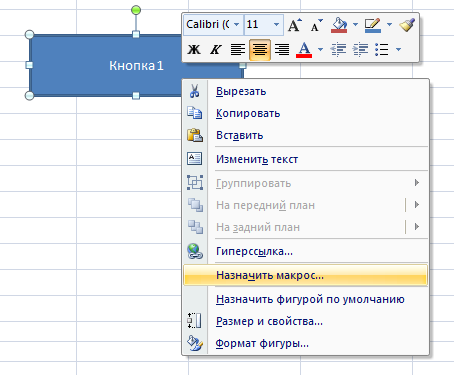 Calibri (С 11 А А
Кнопка1
Ж К А
Вырезать
Копировать
Вставить
Изменить текст
Группировать
На передний план
На задний план
Гиперссылка...
Назначить макрос...
Назначить фигурой по умолчанию
Размер и свойства...
Формат фигуры...